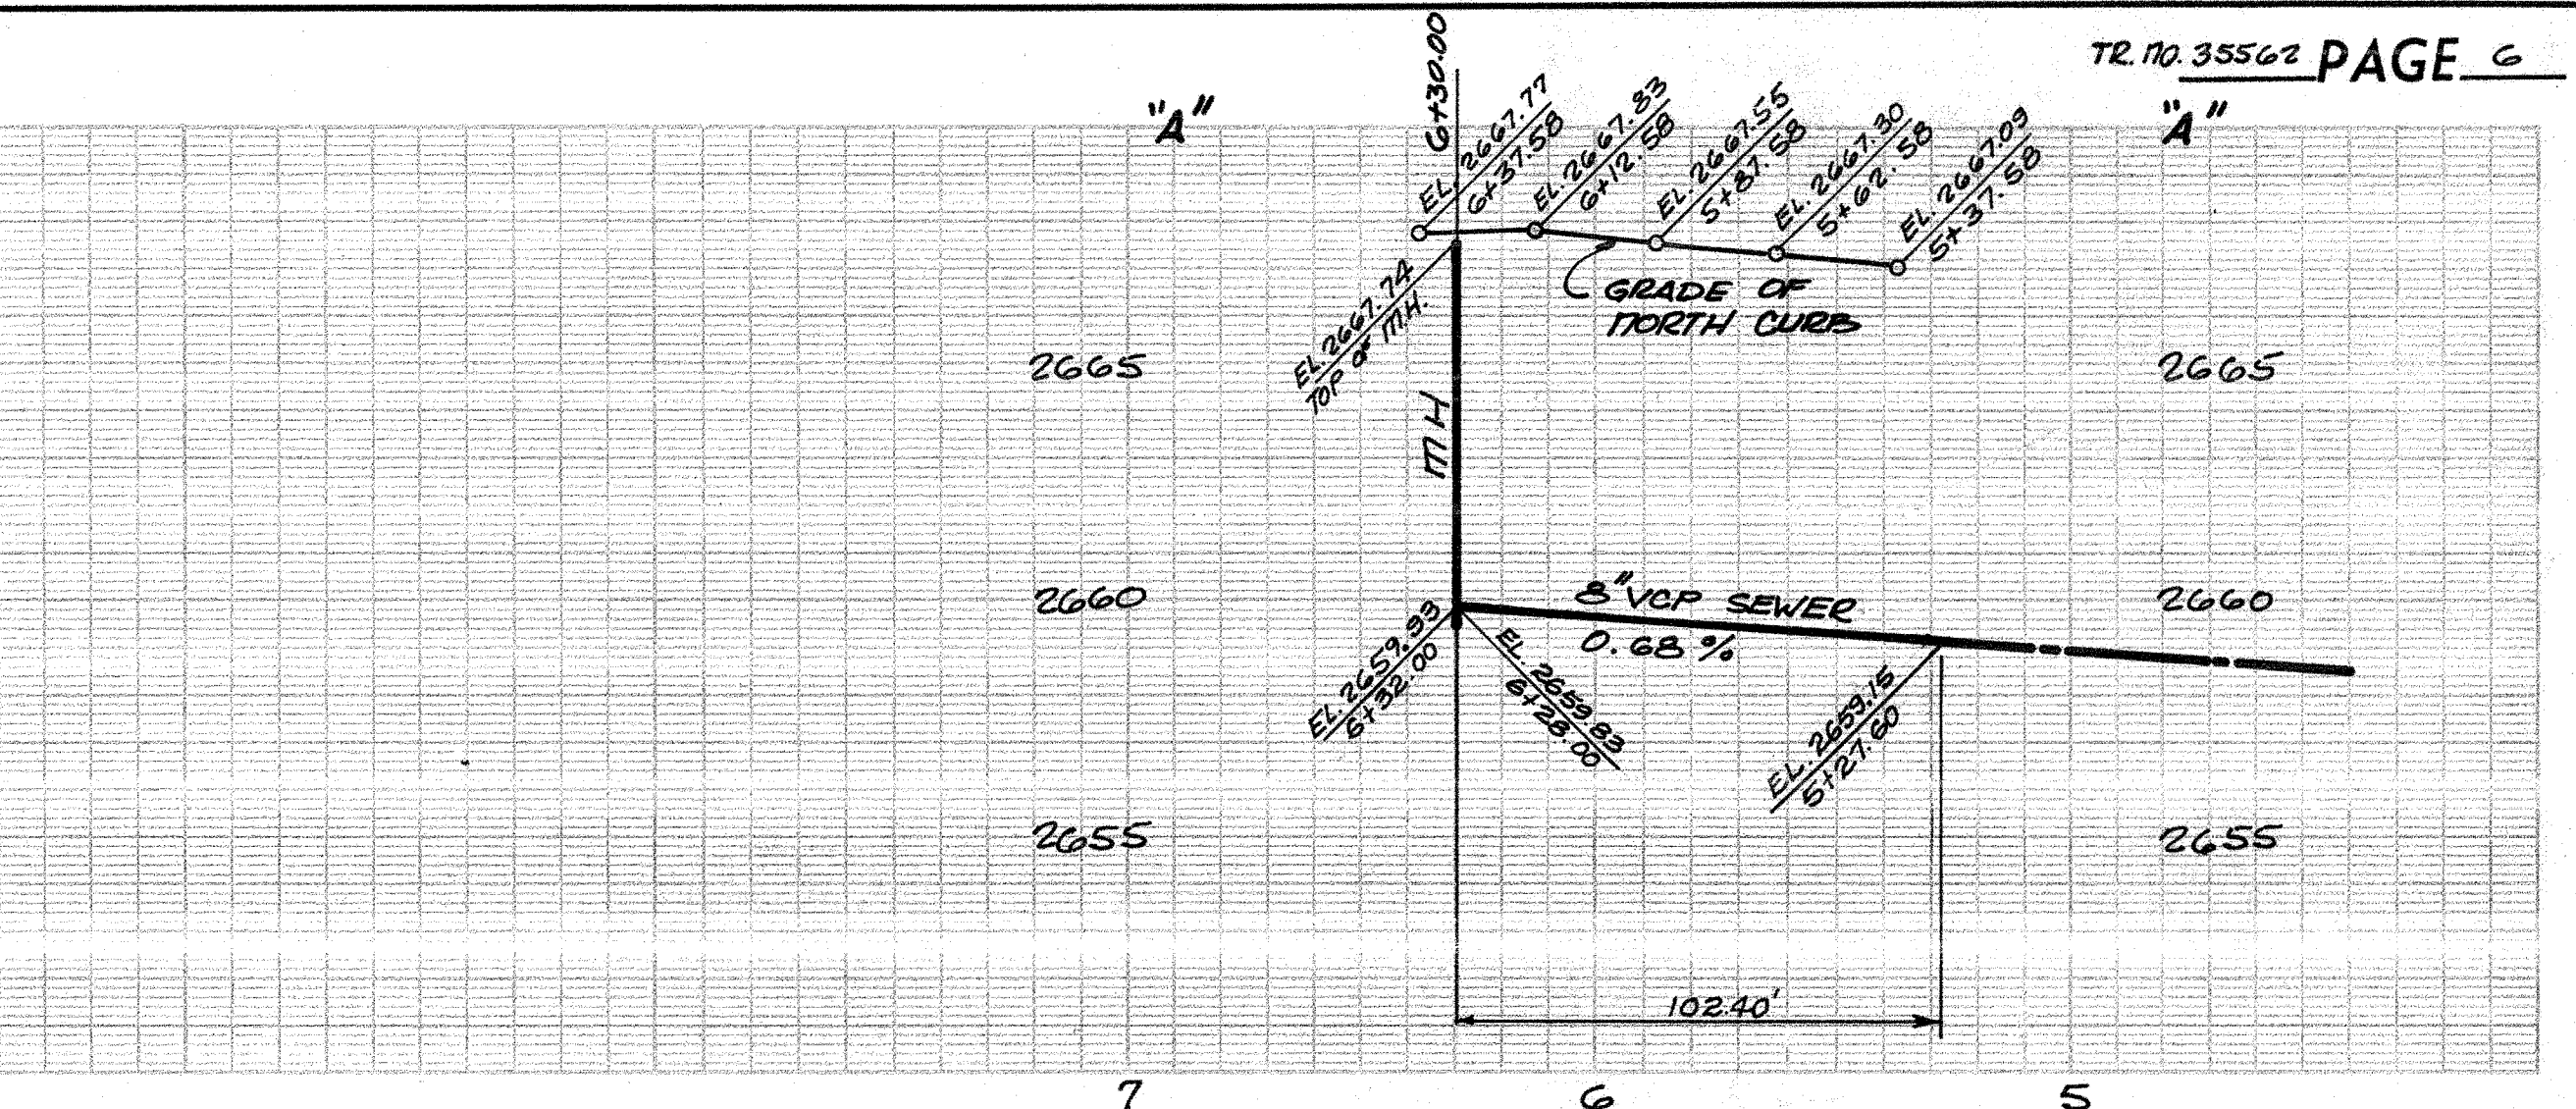 TR. NO. 35562 PAGE 6
"A"
"A"
6+30.00
EL. 2667.77
6+37.58
EL. 2667.83
6+12.58
EL. 2667.55
5+87.58
EL. 2667.30
5+62.58
EL. 2667.09
5+37.58
GRADE OF
NORTH CURB
EL 2667.74
TOP OF M.H.
2665
2665
MH
2660
2660
8" VCP SEWER
0.68 %
EL. 2659.93
6+32.00
EL. 2659.83
6+28.00
EL. 2659.15
5+27.60
2655
2655
102.40'
7
6
5